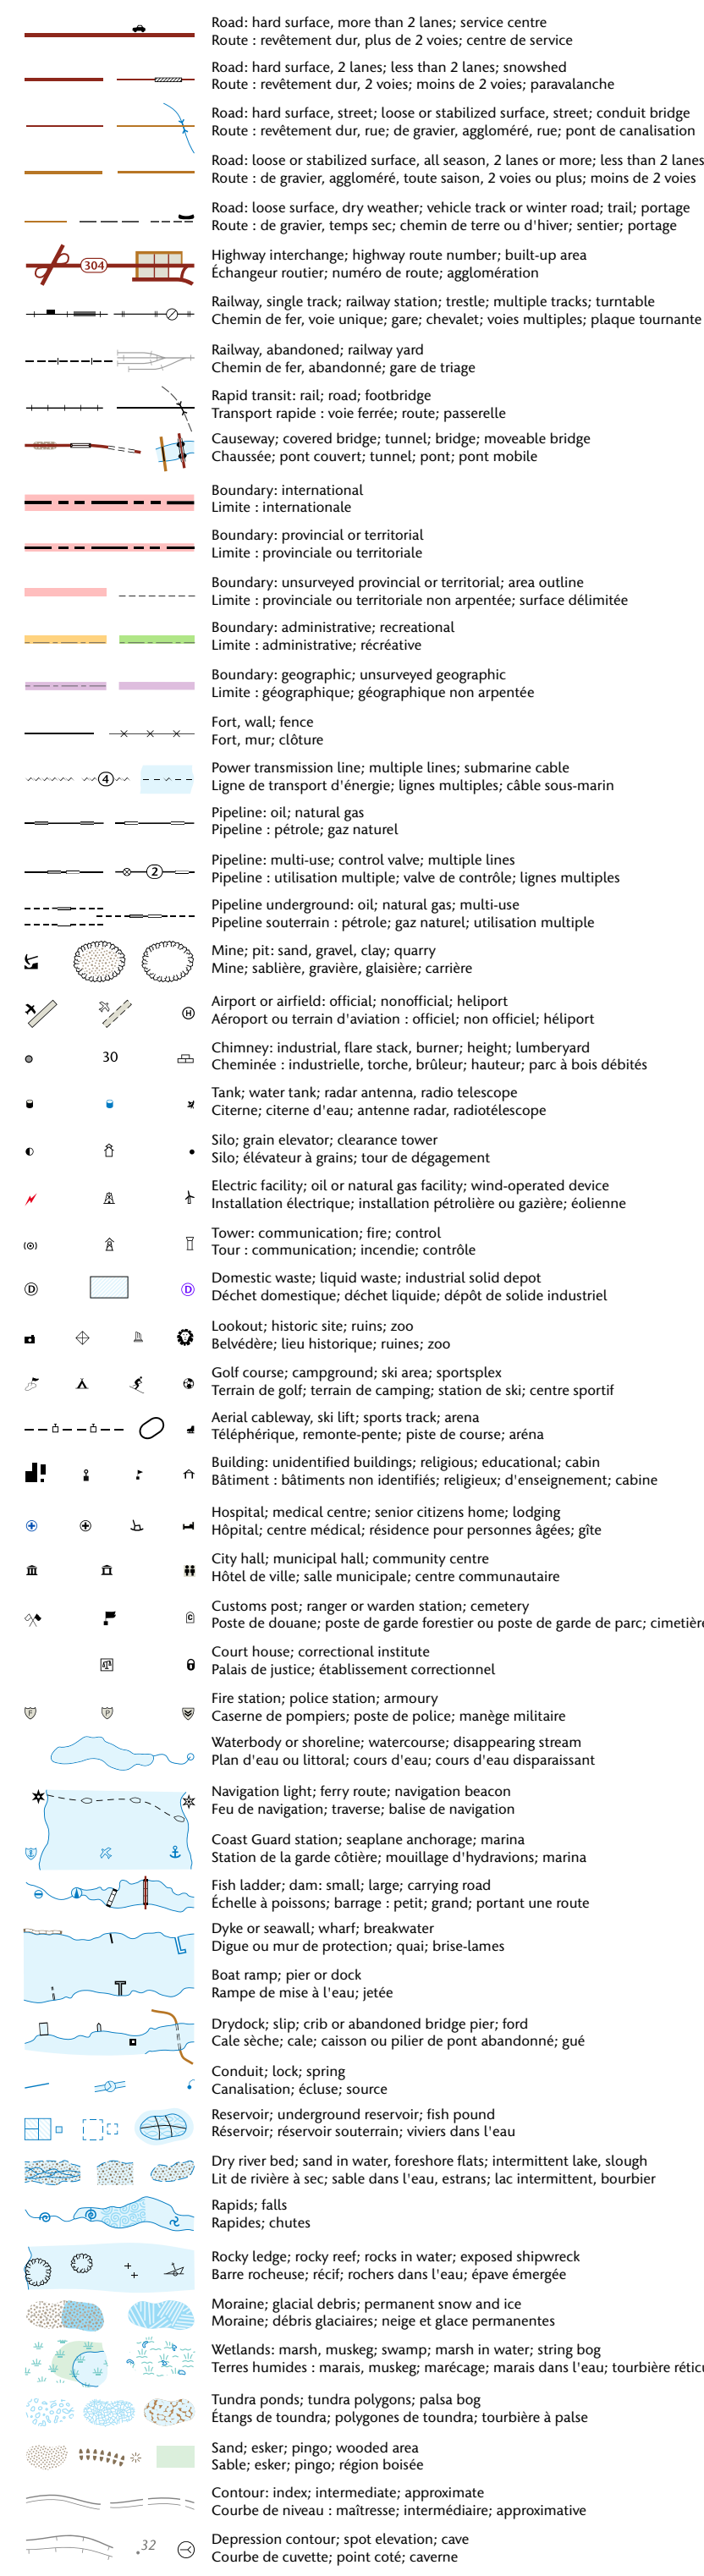 Road: hard surface, more than 2 lanes; service centre
Route : revêtement dur, plus de 2 voies; centre de service
Road: hard surface, 2 lanes; less than 2 lanes; snowshed
Route : revêtement dur, 2 voies; moins de 2 voies; paravalanche
Road: hard surface, street; loose or stabilized surface, street; conduit bridge
Route : revêtement dur, rue; de gravier, aggloméré, rue; pont de canalisation
Road: loose or stabilized surface, all season, 2 lanes or more; less than 2 lanes
Route : de gravier, aggloméré, toute saison, 2 voies ou plus; moins de 2 voies
Road: loose surface, dry weather; vehicle track or winter road; trail; portage
Route : de gravier, temps sec; chemin de terre ou d'hiver; sentier; portage
304
Highway interchange; highway route number; built-up area
Échangeur routier; numéro de route; agglomération
Railway, single track; railway station; trestle; multiple tracks; turntable
Chemin de fer, voie unique; gare; chevalet; voies multiples; plaque tournante
Railway, abandoned; railway yard
Chemin de fer, abandonné; gare de triage
Rapid transit: rail; road; footbridge
Transport rapide : voie ferrée; route; passerelle
Causeway; covered bridge; tunnel; bridge; moveable bridge
Chaussée; pont couvert; tunnel; pont; pont mobile
Boundary: international
Limite : internationale
Boundary: provincial or territorial
Limite : provinciale ou territoriale
Boundary: unsurveyed provincial or territorial; area outline
Limite : provinciale ou territoriale non arpentée; surface délimitée
Boundary: administrative; recreational
Limite : administrative; récréative
Boundary: geographic; unsurveyed geographic
Limite : géographique; géographique non arpentée
Fort, wall; fence
Fort, mur; clôture
4
Power transmission line; multiple lines; submarine cable
Ligne de transport d'énergie; lignes multiples; câble sous-marin
Pipeline: oil; natural gas
Pipeline : pétrole; gaz naturel
2
Pipeline: multi-use; control valve; multiple lines
Pipeline : utilisation multiple; valve de contrôle; lignes multiples
Pipeline underground: oil; natural gas; multi-use
Pipeline souterrain : pétrole; gaz naturel; utilisation multiple
Mine; pit: sand, gravel, clay; quarry
Mine; sablière, gravière, glaisière; carrière
H
Airport or airfield: official; nonofficial; heliport
Aéroport ou terrain d'aviation : officiel; non officiel; héliport
30
Chimney: industrial, flare stack, burner; height; lumberyard
Cheminée : industrielle, torche, brûleur; hauteur; parc à bois débités
Tank; water tank; radar antenna, radio telescope
Citerne; citerne d'eau; antenne radar, radiotélescope
Silo; grain elevator; clearance tower
Silo; élévateur à grains; tour de dégagement
Electric facility; oil or natural gas facility; wind-operated device
Installation électrique; installation pétrolière ou gazière; éolienne
Tower: communication; fire; control
Tour : communication; incendie; contrôle
D D
Domestic waste; liquid waste; industrial solid depot
Déchet domestique; déchet liquide; dépôt de solide industriel
Lookout; historic site; ruins; zoo
Belvédère; lieu historique; ruines; zoo
Golf course; campground; ski area; sportsplex
Terrain de golf; terrain de camping; station de ski; centre sportif
Aerial cableway, ski lift; sports track; arena
Téléphérique, remonte-pente; piste de course; aréna
Building: unidentified buildings; religious; educational; cabin
Bâtiment : bâtiments non identifiés; religieux; d'enseignement; cabine
Hospital; medical centre; senior citizens home; lodging
Hôpital; centre médical; résidence pour personnes âgées; gîte
City hall; municipal hall; community centre
Hôtel de ville; salle municipale; centre communautaire
C
Customs post; ranger or warden station; cemetery
Poste de douane; poste de garde forestier ou poste de garde de parc; cimetière
Court house; correctional institute
Palais de justice; établissement correctionnel
F P
Fire station; police station; armoury
Caserne de pompiers; poste de police; manège militaire
Waterbody or shoreline; watercourse; disappearing stream
Plan d'eau ou littoral; cours d'eau; cours d'eau disparaissant
Navigation light; ferry route; navigation beacon
Feu de navigation; traverse; balise de navigation
Coast Guard station; seaplane anchorage; marina
Station de la garde côtière; mouillage d'hydravions; marina
Fish ladder; dam: small; large; carrying road
Échelle à poissons; barrage : petit; grand; portant une route
Dyke or seawall; wharf; breakwater
Digue ou mur de protection; quai; brise-lames
Boat ramp; pier or dock
Rampe de mise à l'eau; jetée
Drydock; slip; crib or abandoned bridge pier; ford
Cale sèche; cale; caisson ou pilier de pont abandonné; gué
Conduit; lock; spring
Canalisation; écluse; source
Reservoir; underground reservoir; fish pound
Réservoir; réservoir souterrain; viviers dans l'eau
Dry river bed; sand in water, foreshore flats; intermittent lake, slough
Lit de rivière à sec; sable dans l'eau, estrans; lac intermittent, bourbier
Rapids; falls
Rapides; chutes
Rocky ledge; rocky reef; rocks in water; exposed shipwreck
Barre rocheuse; récif; rochers dans l'eau; épave émergée
Moraine; glacial debris; permanent snow and ice
Moraine; débris glaciaires; neige et glace permanentes
Wetlands: marsh, muskeg; swamp; marsh in water; string bog
Terres humides : marais, muskeg; marécage; marais dans l'eau; tourbière réticu
Tundra ponds; tundra polygons; palsa bog
Étangs de toundra; polygones de toundra; tourbière à palse
Sand; esker; pingo; wooded area
Sable; esker; pingo; région boisée
Contour: index; intermediate; approximate
Courbe de niveau : maîtresse; intermédiaire; approximative
.32
Depression contour; spot elevation; cave
Courbe de cuvette; point coté; caverne